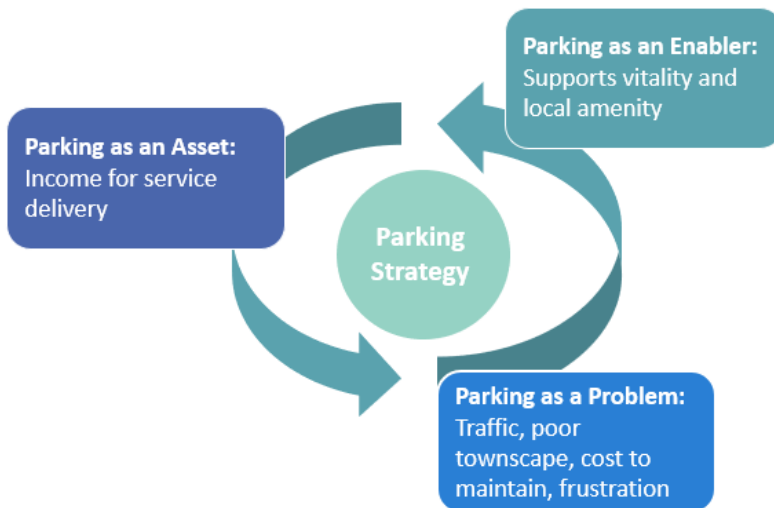 Parking as an Enabler:
Supports vitality and
local amenity
Parking as an Asset:
Income for service
delivery
Parking
Strategy
Parking as a Problem:
Traffic, poor
townscape, cost to
maintain, frustration